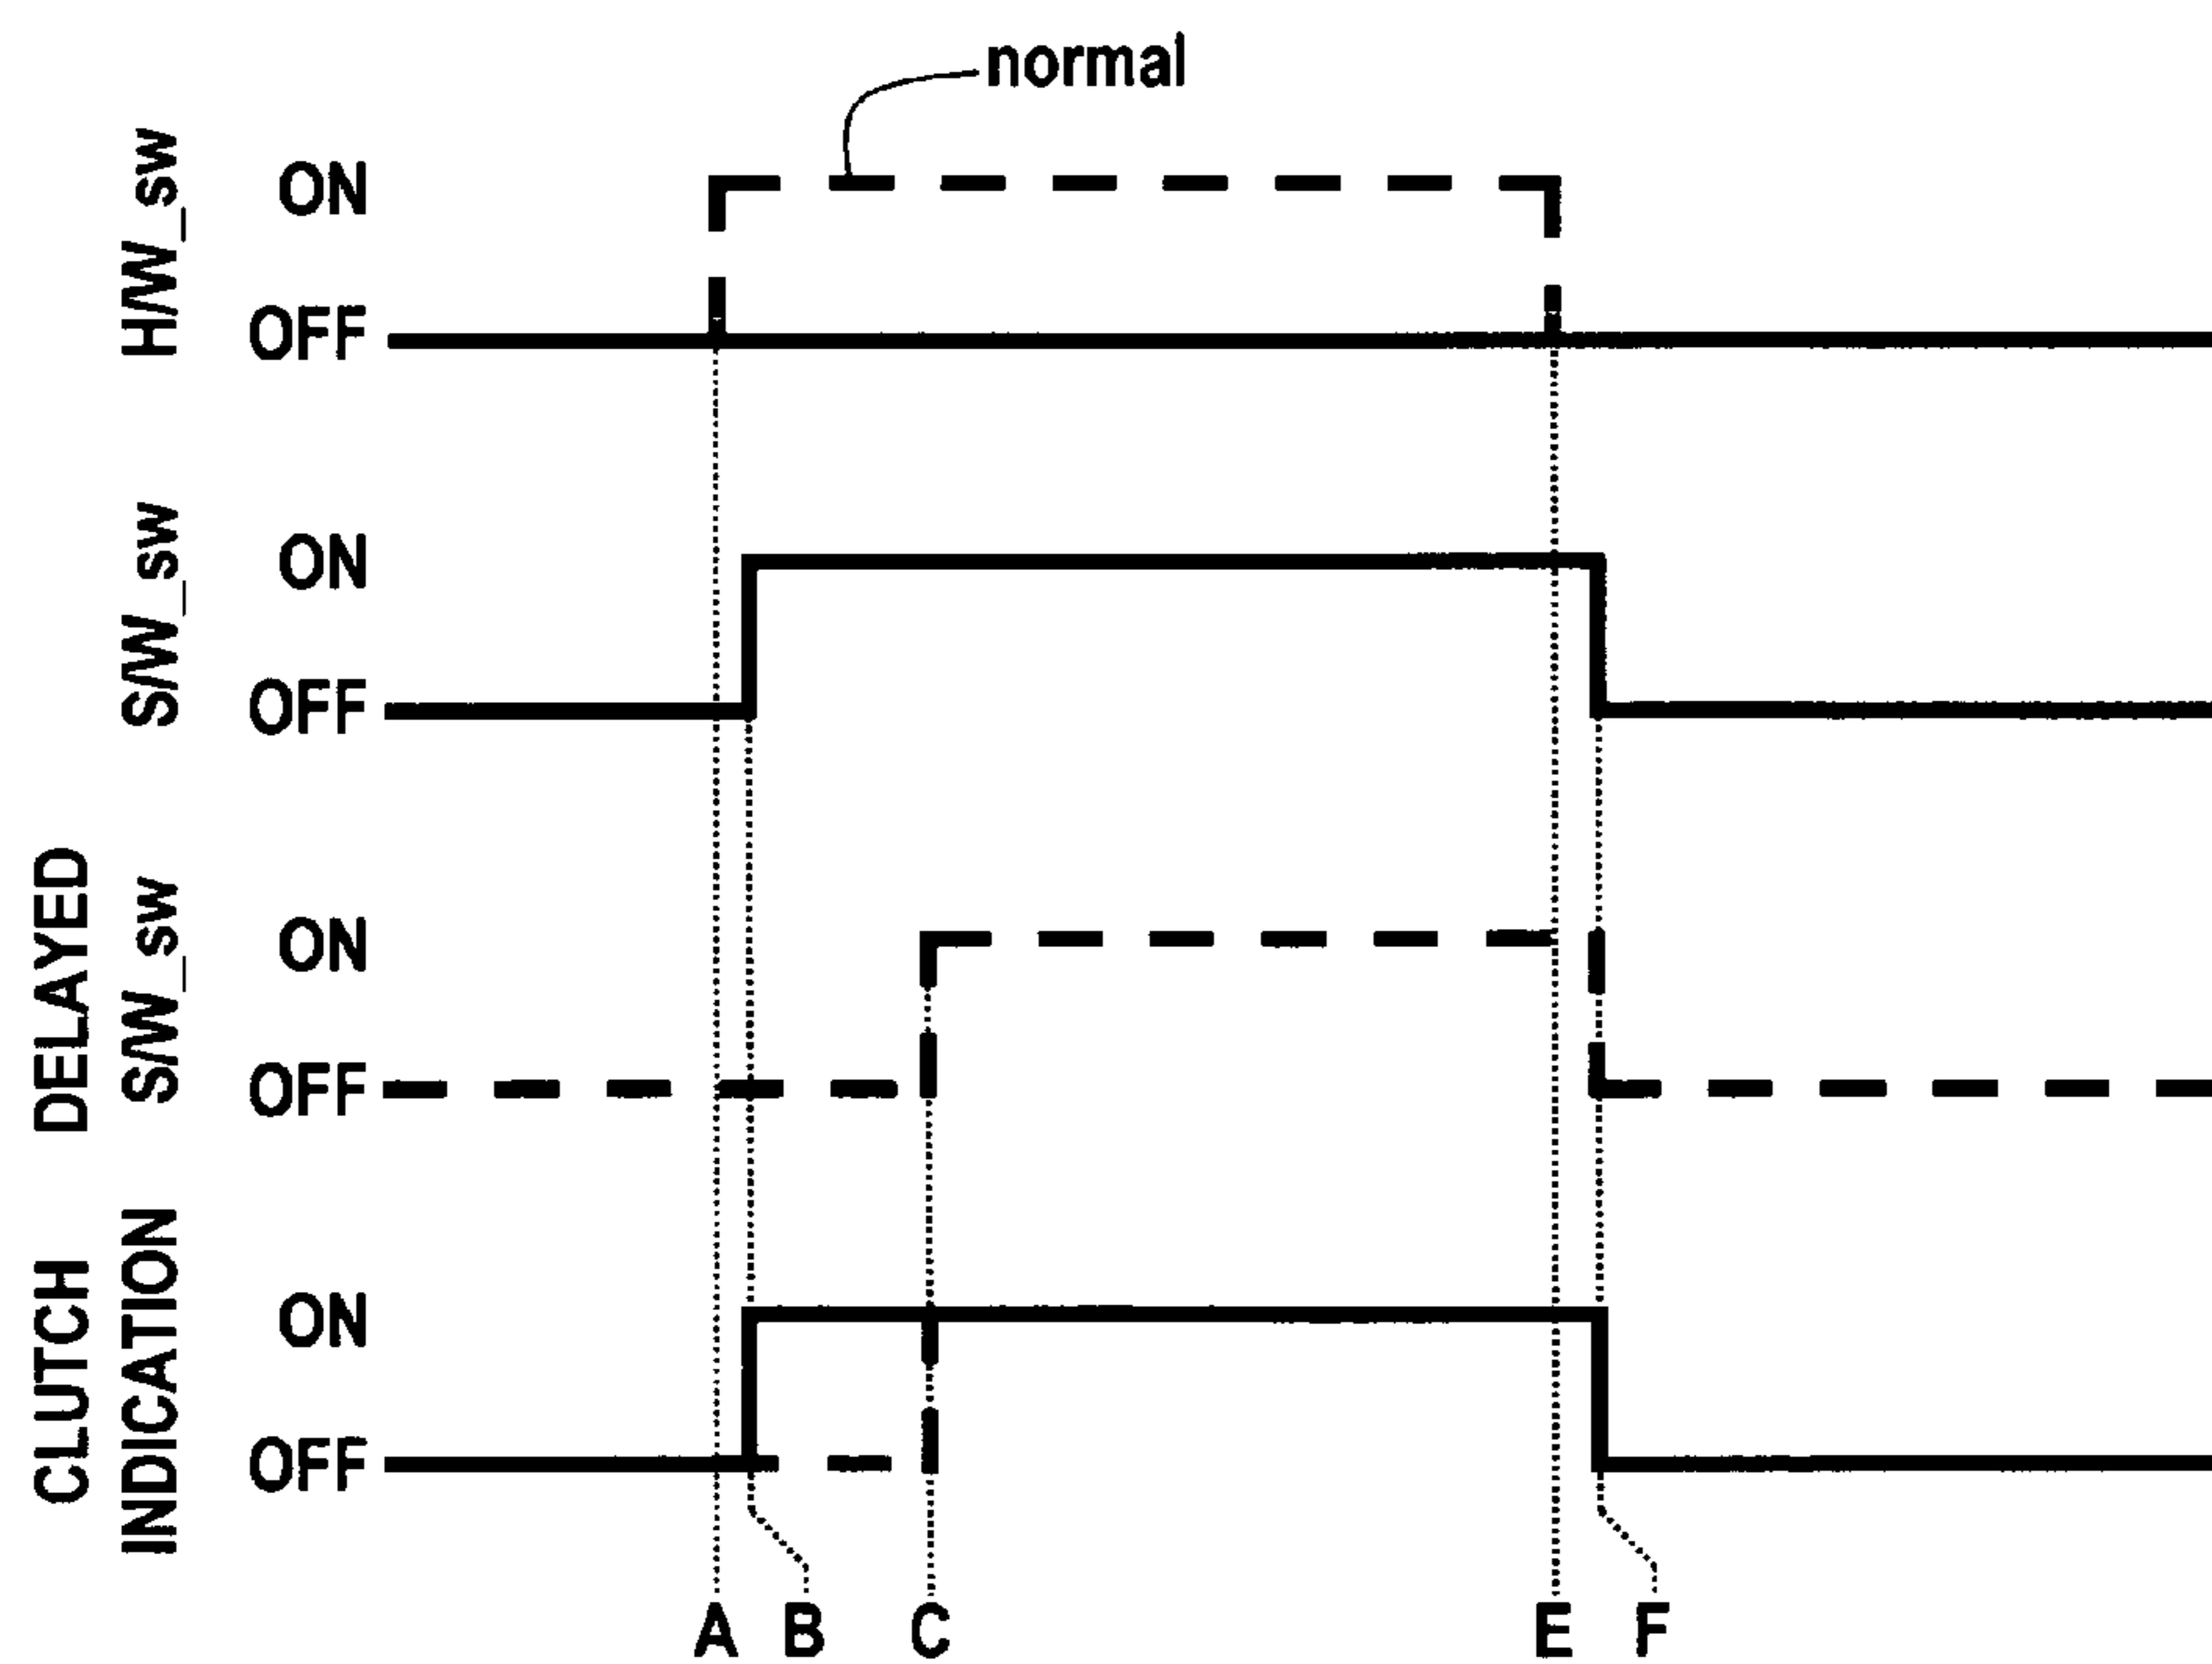 normal
H/W_sw
ON
OFF
S/W_sw
ON
OFF
DELAYED
S/W_sw
ON
OFF
CLUTCH
INDICATION
ON
OFF
A B C E F